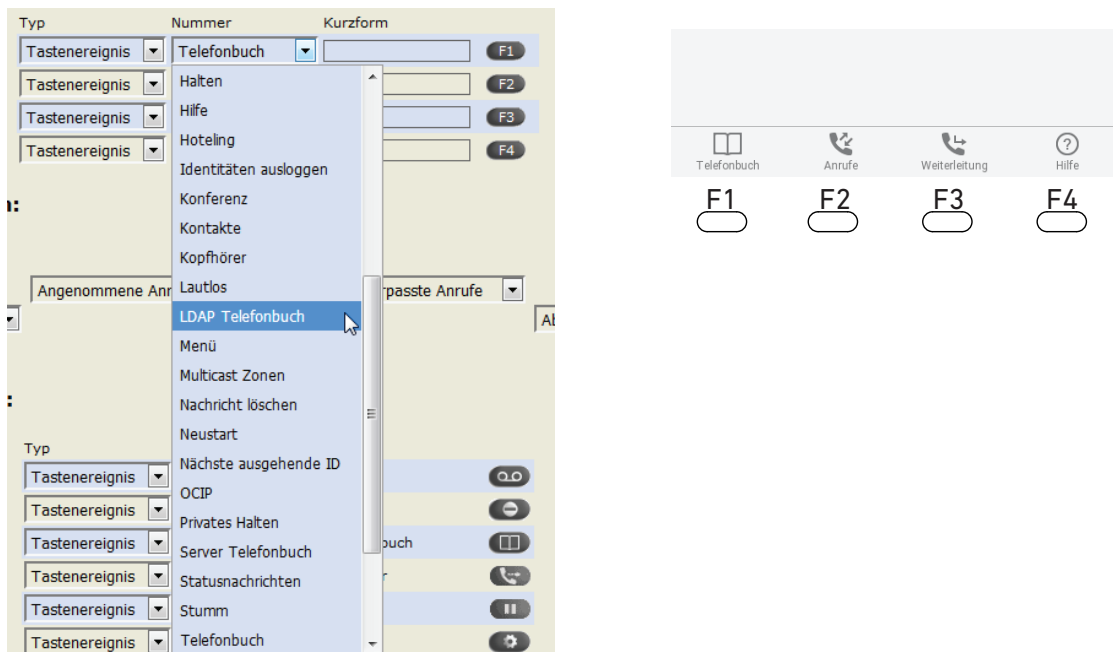 Typ Nummer Kurzform
Tastenereignis Telefonbuch F1
Tastenereignis F2
Tastenereignis F3
Tastenereignis F4
Halten
Hilfe
Hoteling
Identitäten ausloggen
Konferenz
Kontakte
Kopfhörer
Lautlos
LDAP Telefonbuch
Menü
Multicast Zonen
Nachricht löschen
Neustart
Nächste ausgehende ID
OCIP
Privates Halten
Server Telefonbuch
Statusnachrichten
Stumm
Telefonbuch
:
Angenommene Anr passte Anrufe
:
Typ
Tastenereignis
Tastenereignis
Tastenereignis buch
Tastenereignis
Tastenereignis
Tastenereignis
Telefonbuch Anrufe Weiterleitung Hilfe
F1 F2 F3 F4